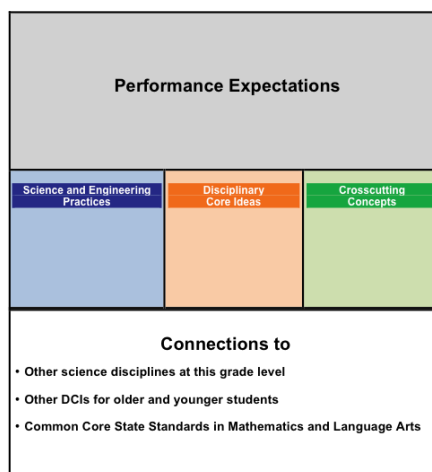 Performance Expectations
Science and Engineering
Practices
Disciplinary
Core Ideas
Crosscutting
Concepts
Connections to
• Other science disciplines at this grade level
• Other DCIs for older and younger students
• Common Core State Standards in Mathematics and Language Arts